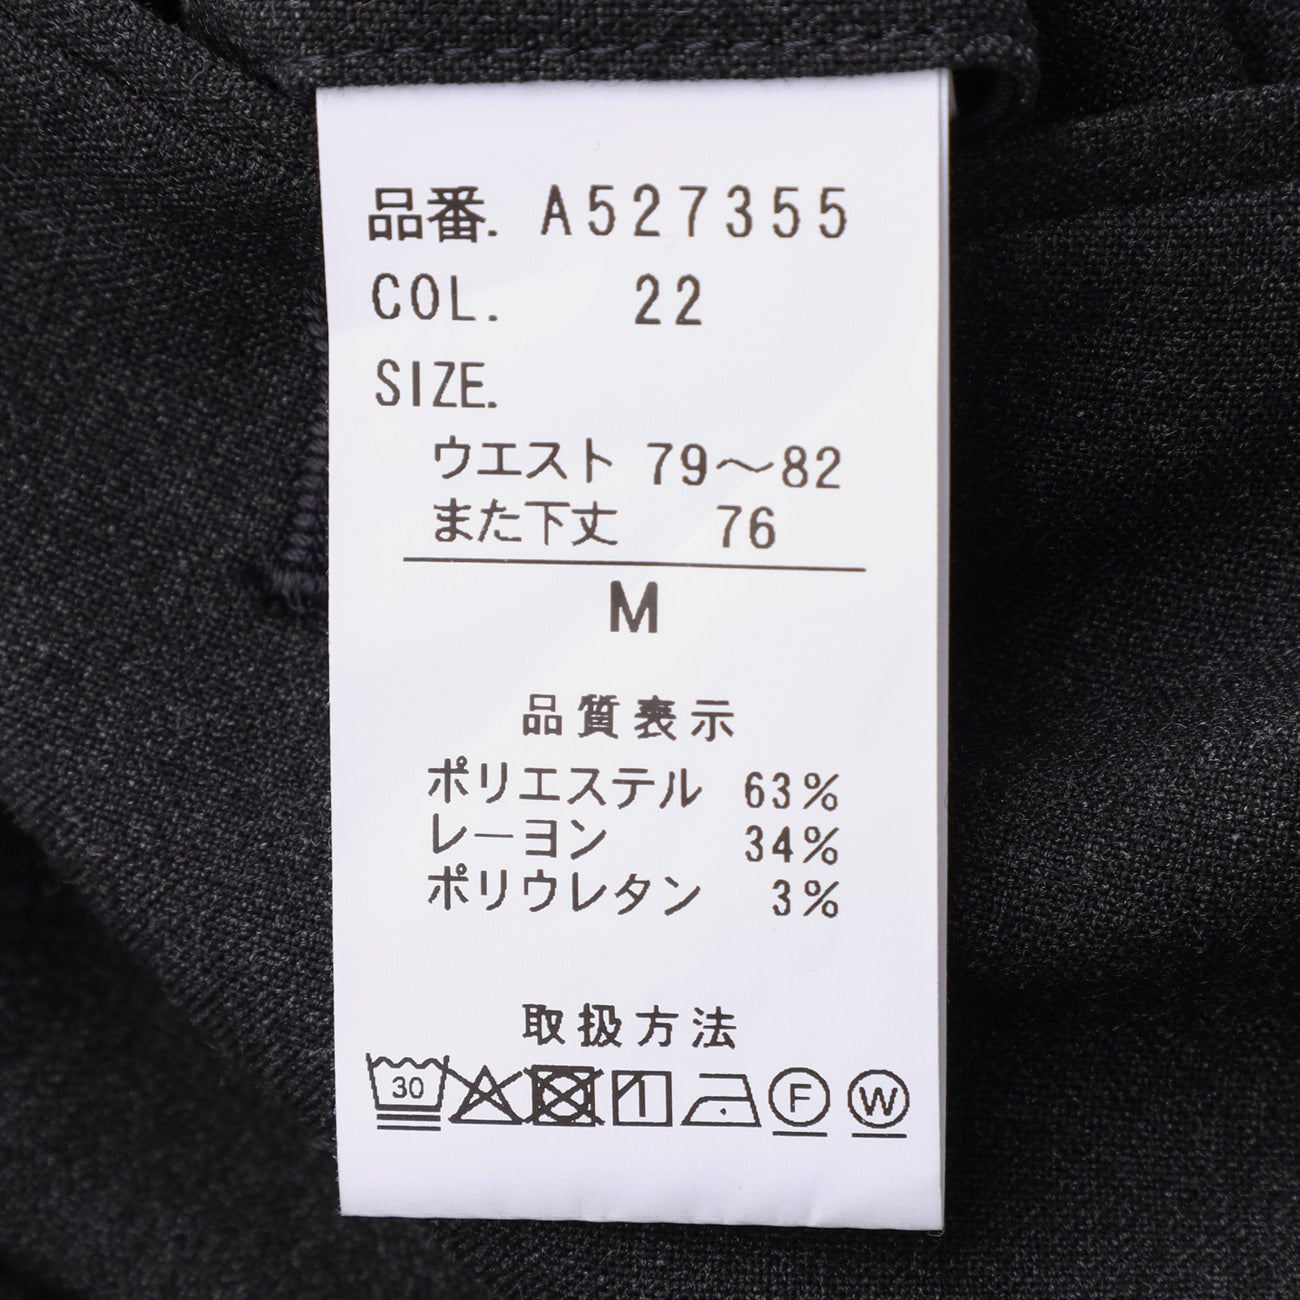 品番. A527355
COL. 22
SIZE.
ウエスト 79～82
また下丈 76
M
品質表示
ポリエステル 63%
レーヨン 34%
ポリウレタン 3%
取扱方法
30 F W